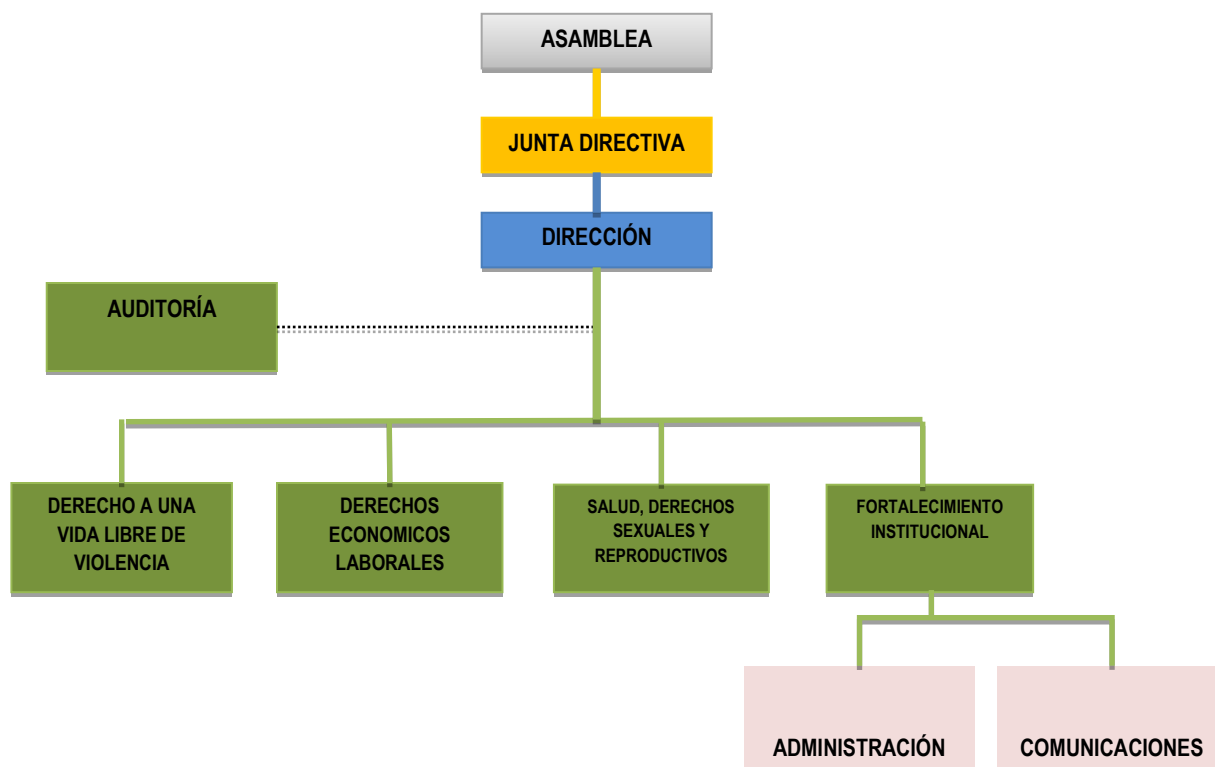 ASAMBLEA
JUNTA DIRECTIVA
DIRECCIÓN
AUDITORÍA
DERECHO A UNA
VIDA LIBRE DE
VIOLENCIA
DERECHOS
ECONOMICOS
LABORALES
SALUD, DERECHOS
SEXUALES Y
REPRODUCTIVOS
FORTALECIMIENTO
INSTITUCIONAL
ADMINISTRACIÓN
COMUNICACIONES